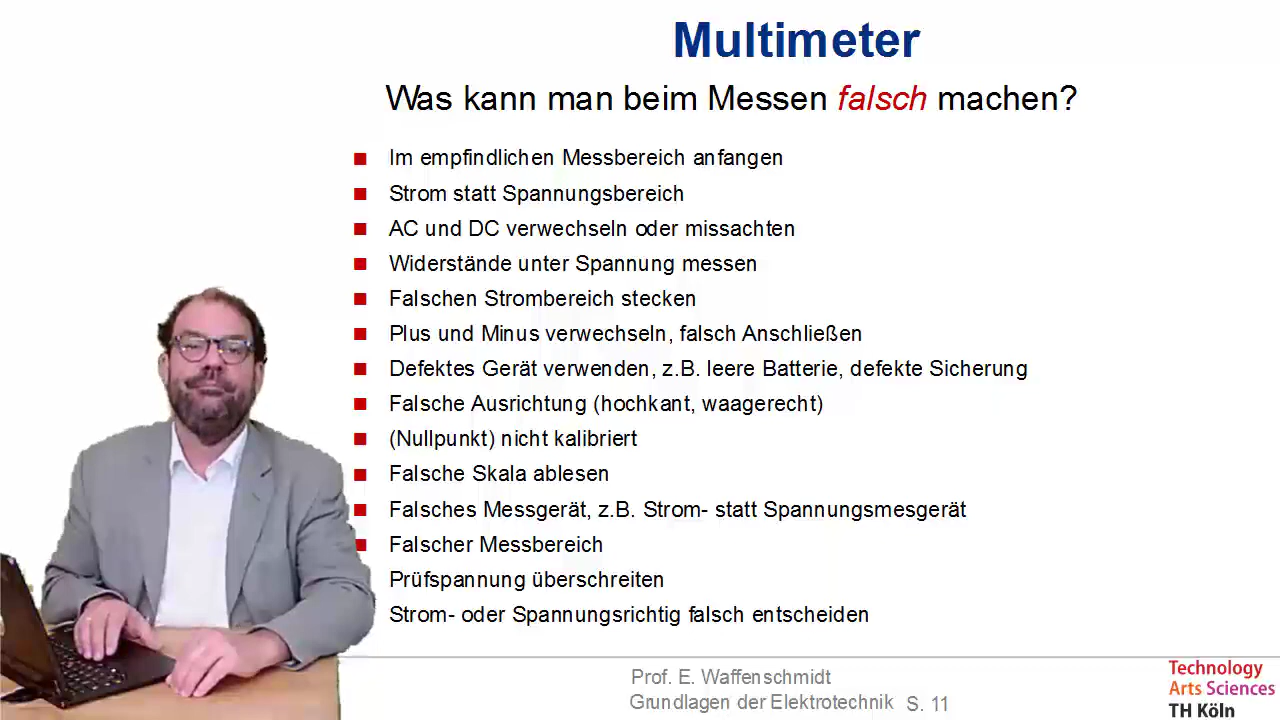 Multimeter
Was kann man beim Messen falsch machen?
Im empfindlichen Messbereich anfangen
Strom statt Spannungsbereich
AC und DC verwechseln oder missachten
Widerstände unter Spannung messen
Falschen Strombereich stecken
Plus und Minus verwechseln, falsch Anschließen
Defektes Gerät verwenden, z.B. leere Batterie, defekte Sicherung
Falsche Ausrichtung (hochkant, waagerecht)
(Nullpunkt) nicht kalibriert
Falsche Skala ablesen
Falsches Messgerät, z.B. Strom- statt Spannungsmesgerät
Falscher Messbereich
Prüfspannung überschreiten
Strom- oder Spannungsrichtig falsch entscheiden
Prof. E. Waffenschmidt
Grundlagen der Elektrotechnik S. 11
Technology
Arts Sciences
TH Köln